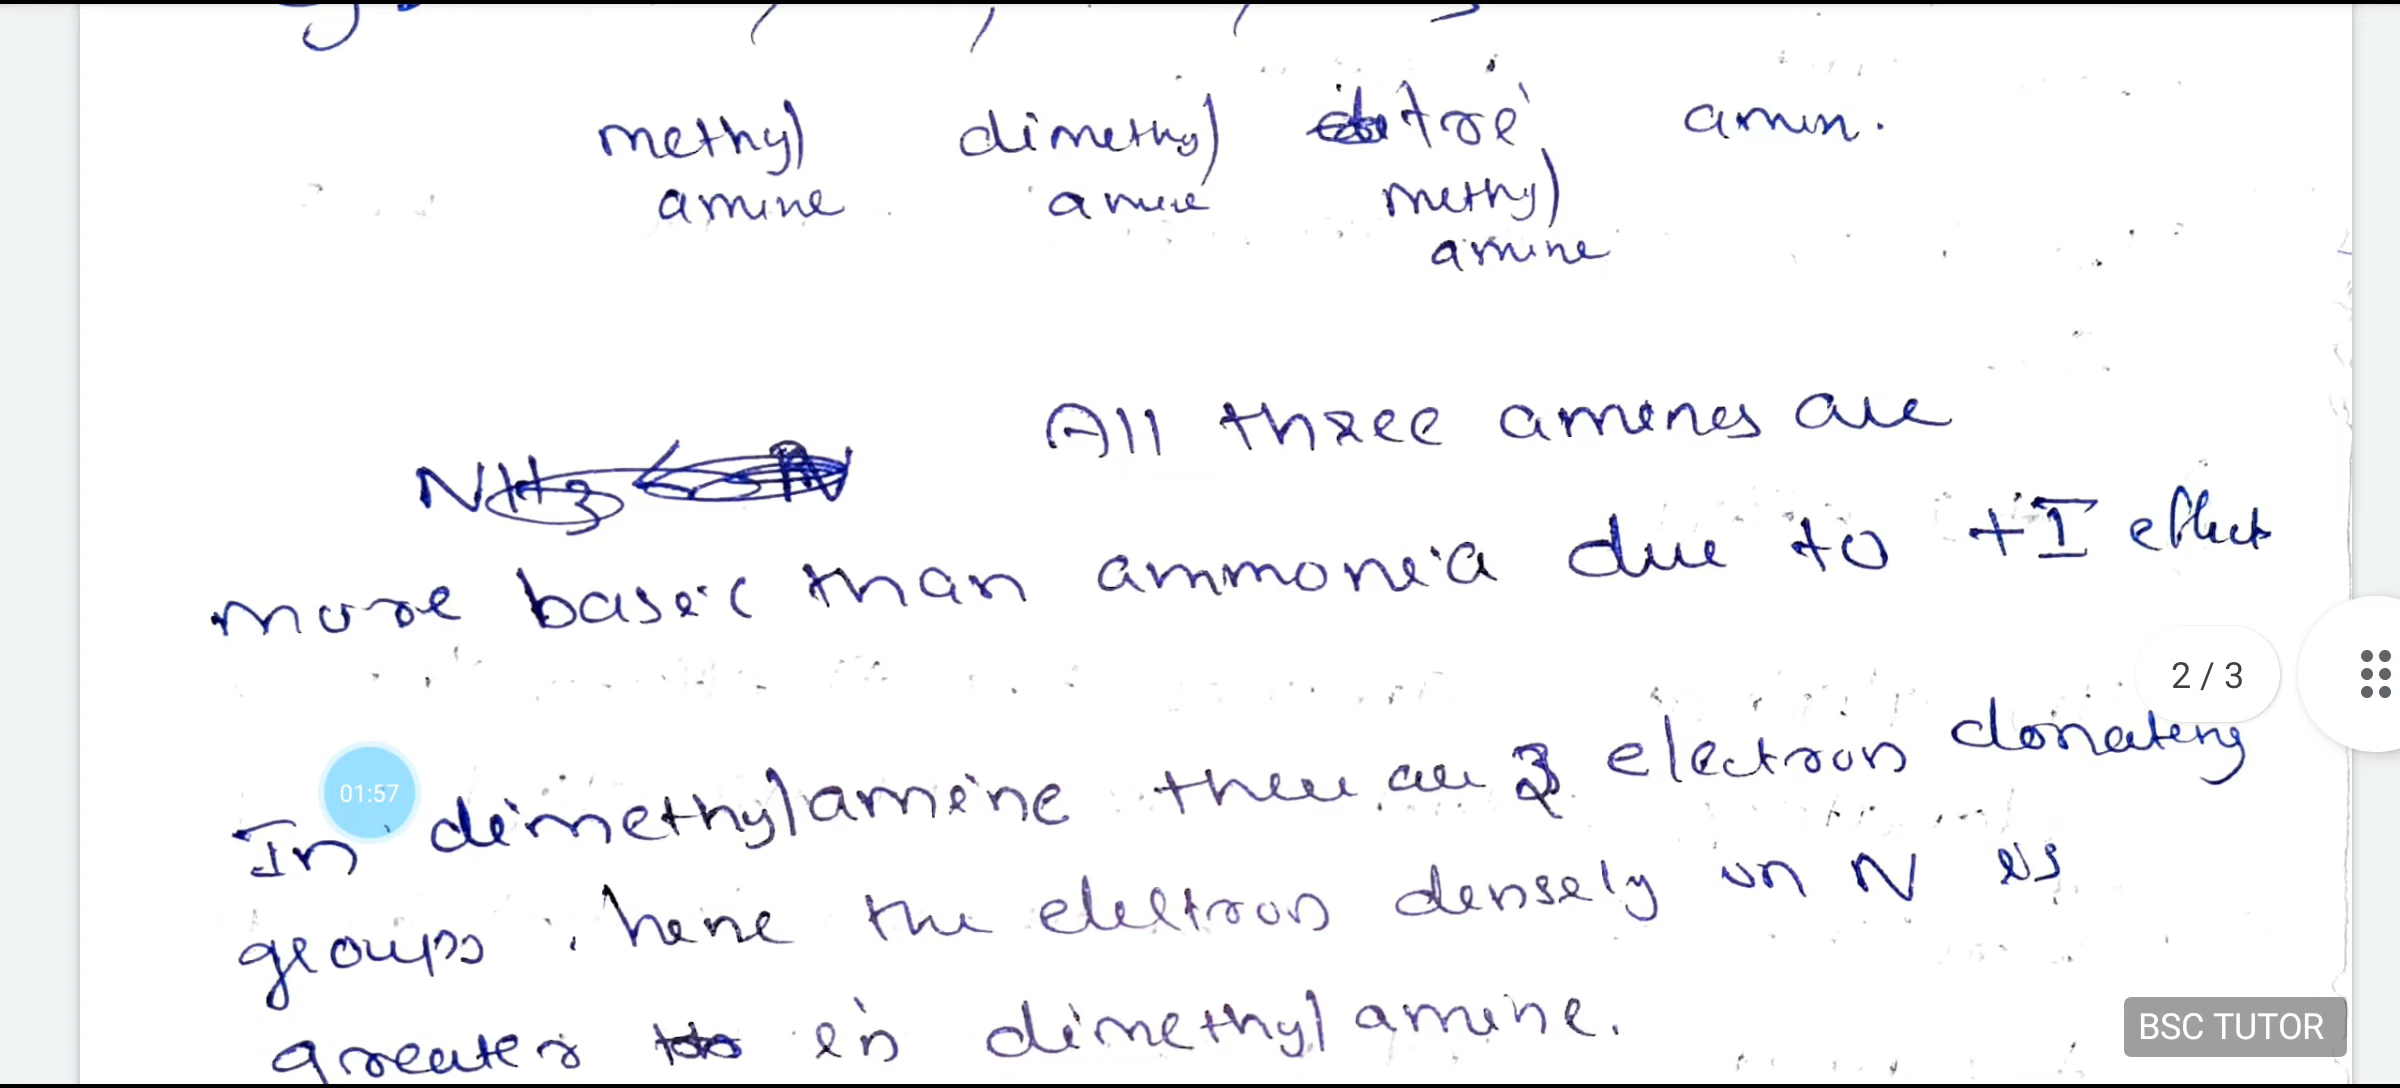 methyl dimethyl tri amin.
amine amine methyl
amine
All three amines are
NH3
more basic than ammonia due to +I effect
2 / 3
01:57
In dimethylamine there are 2 electron donating
groups. hence the electron density on N is
greater in dimethyl amine.
BSC TUTOR